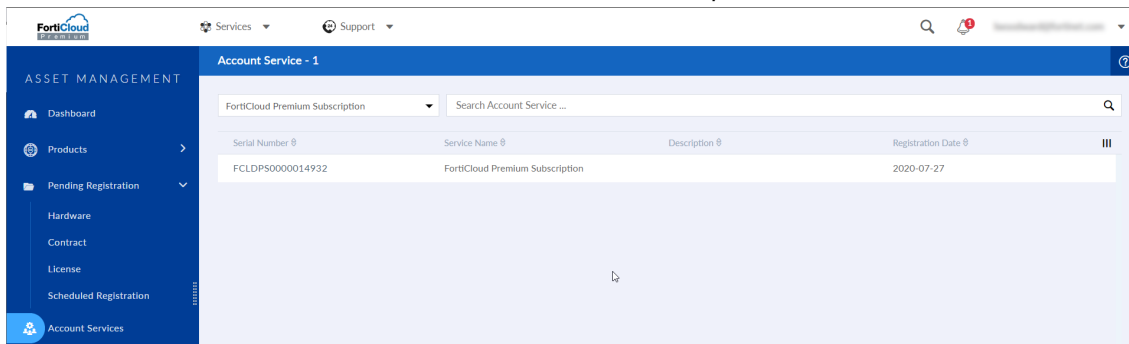 FortiCloud
Premium
Services
Support
1
Account Service - 1
ASSET MANAGEMENT
Dashboard
FortiCloud Premium Subscription
Search Account Service ...
Products
Serial Number
Service Name
Description
Registration Date
FCLDPS0000014932
FortiCloud Premium Subscription
2020-07-27
Pending Registration
Hardware
Contract
License
Scheduled Registration
Account Services